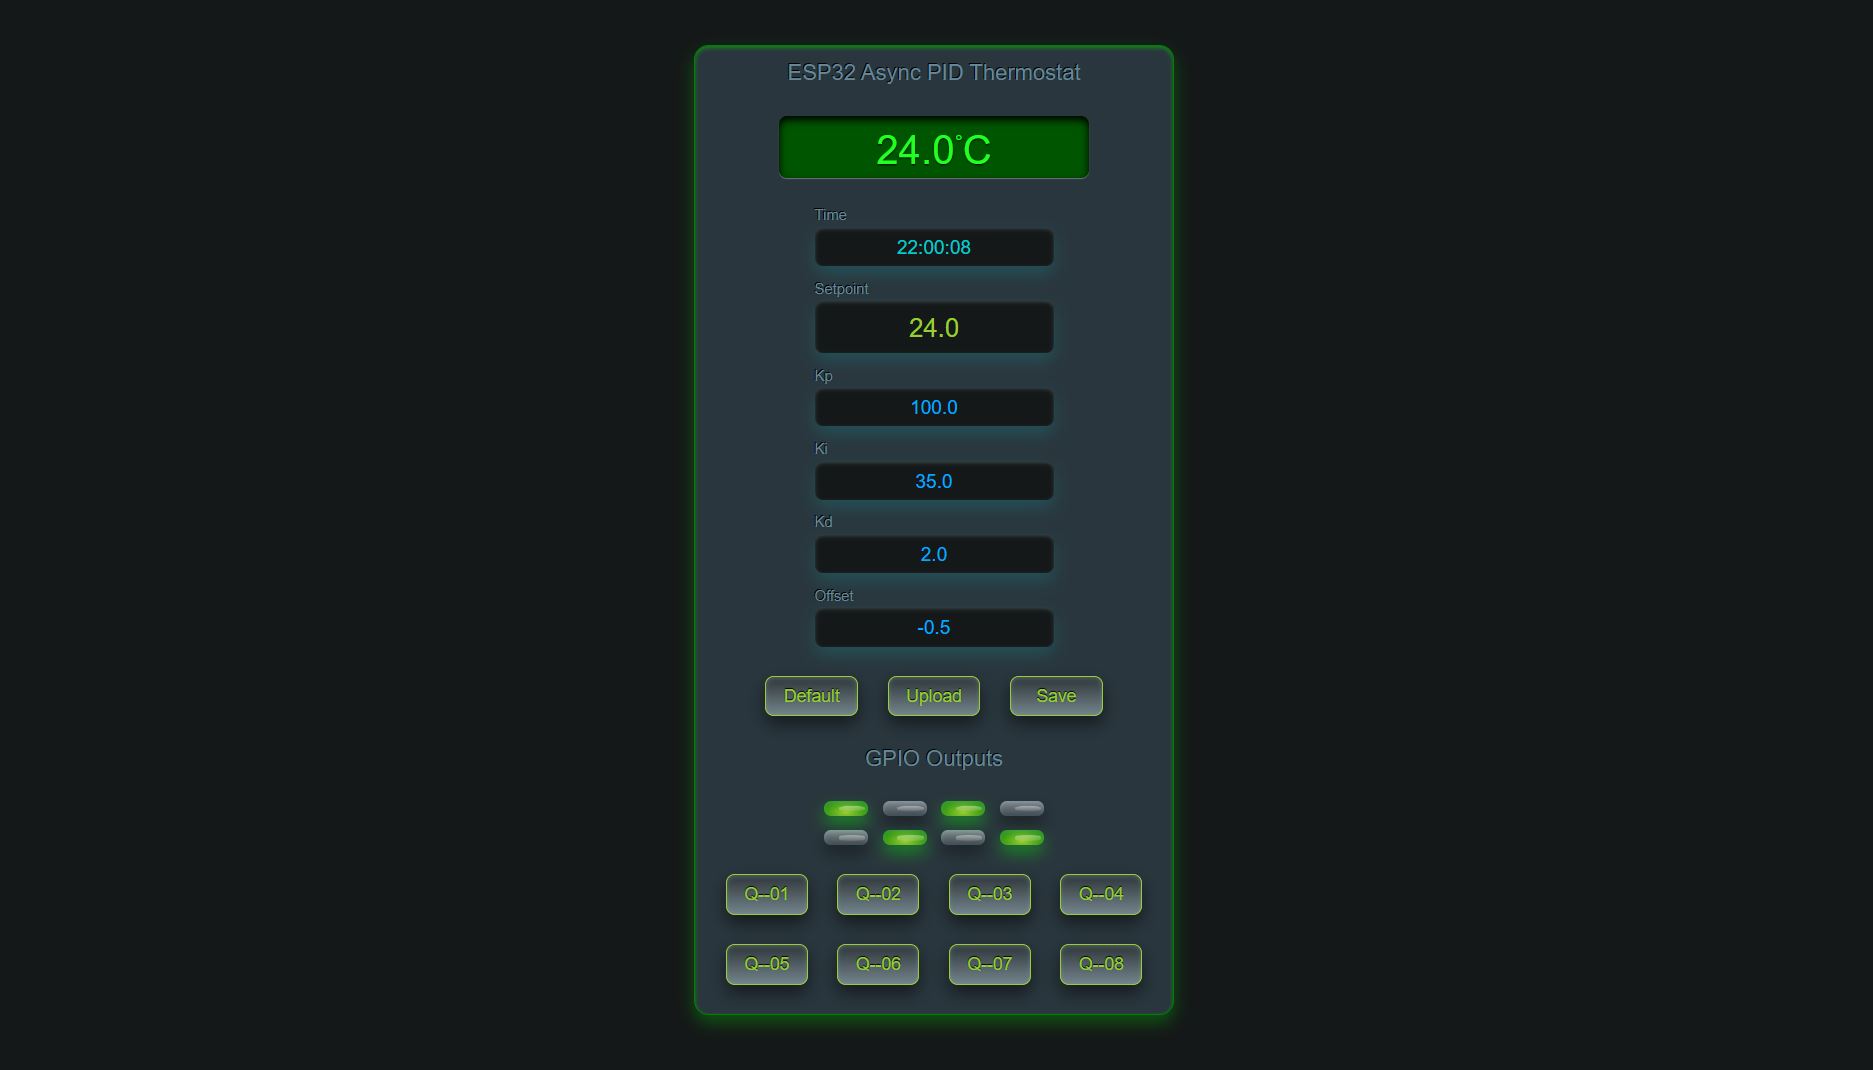 ESP32 Async PID Thermostat
24.0°C
Time
22:00:08
Setpoint
24.0
Kp
100.0
Ki
35.0
Kd
2.0
Offset
-0.5
Default Upload Save
GPIO Outputs
Q--01 Q--02 Q--03 Q--04
Q--05 Q--06 Q--07 Q--08